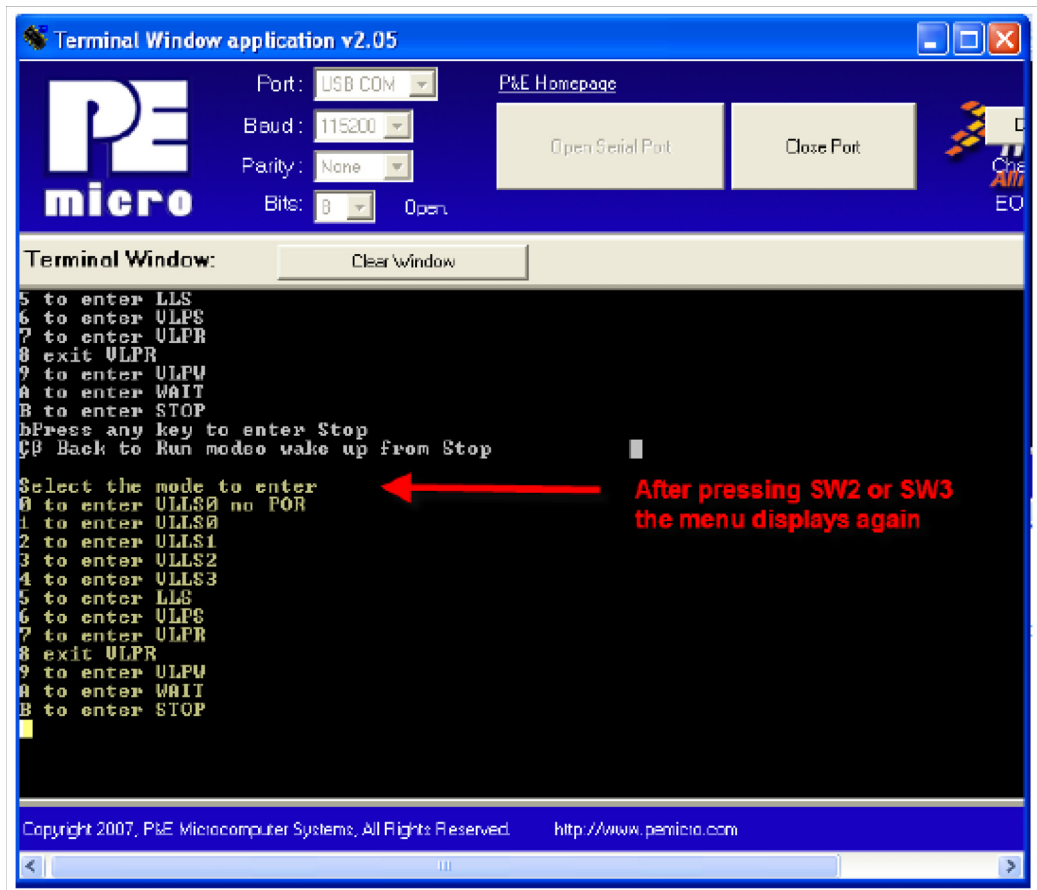 Terminal Window application v2.05
PE
micro
Port: USB COM
Baud: 115200
Parity: None
Bits: 8
Open.
P&E Homepage
Open Serial Port
Close Port
D
Cha
Alli
EO
Terminal Window:
Clear Window
5 to enter LLS
6 to enter VLPS
7 to enter VLPR
8 exit VLPR
9 to enter VLPW
A to enter WAIT
B to enter STOP
bPress any key to enter Stop
Çβ Back to Run modeo wake up from Stop
Select the mode to enter
0 to enter VLLS0 no POR
1 to enter VLLS0
2 to enter VLLS1
3 to enter VLLS2
4 to enter VLLS3
5 to enter LLS
6 to enter VLPS
7 to enter VLPR
8 exit VLPR
9 to enter VLPW
A to enter WAIT
B to enter STOP
After pressing SW2 or SW3
the menu displays again
Copyright 2007, P&E Microcomputer Systems, All Rights Reserved.
http://www.pemicro.com